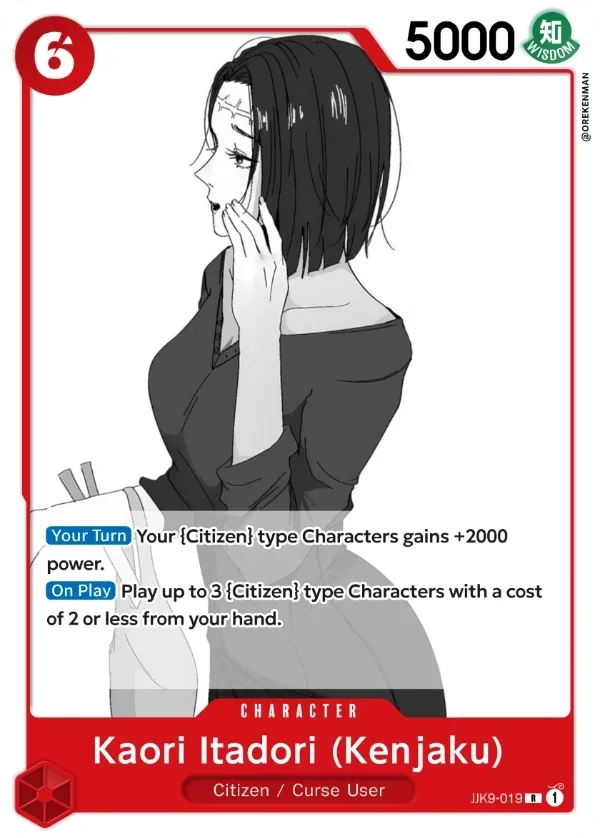 6
5000
知
WISDOM
@OREKENMAN
Your Turn Your {Citizen} type Characters gains +2000
power.
On Play Play up to 3 {Citizen} type Characters with a cost
of 2 or less from your hand.
CHARACTER
Kaori Itadori (Kenjaku)
Citizen / Curse User
JJK9-019 R 1